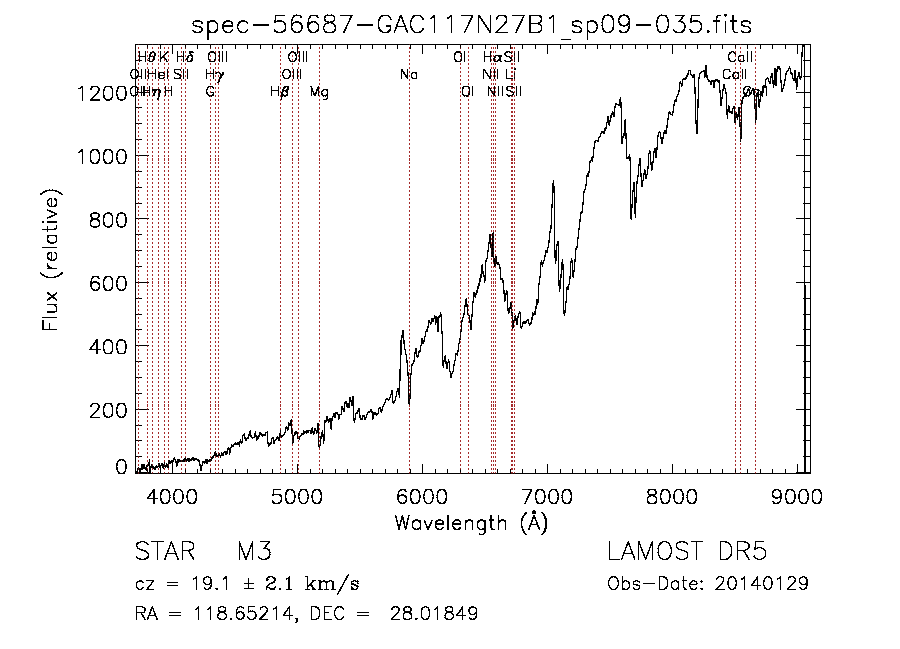 spec-56687-GAC117N27B1_sp09-035.fits
Hθ K Hδ OIII OIII OI Hα SII CaII
OII HeI SII Hγ OIII Na NII Li CaII
OII Hη H G Hβ Mg OI NII SII
1200
1000
800
600
400
200
0
Flux (relative)
4000 5000 6000 7000 8000 9000
Wavelength (Å)
STAR M3 LAMOST DR5
cz = 19.1 ± 2.1 km/s Obs-Date: 20140129
RA = 118.65214, DEC = 28.01849